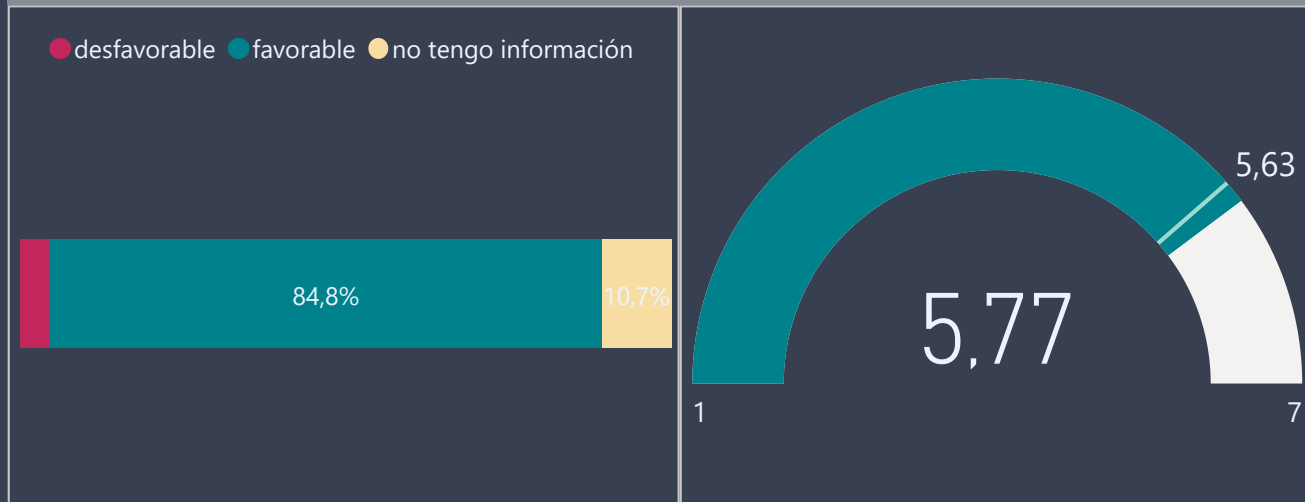 desfavorable favorable no tengo información
84,8% 10,7%
5,63
5,77
1 7